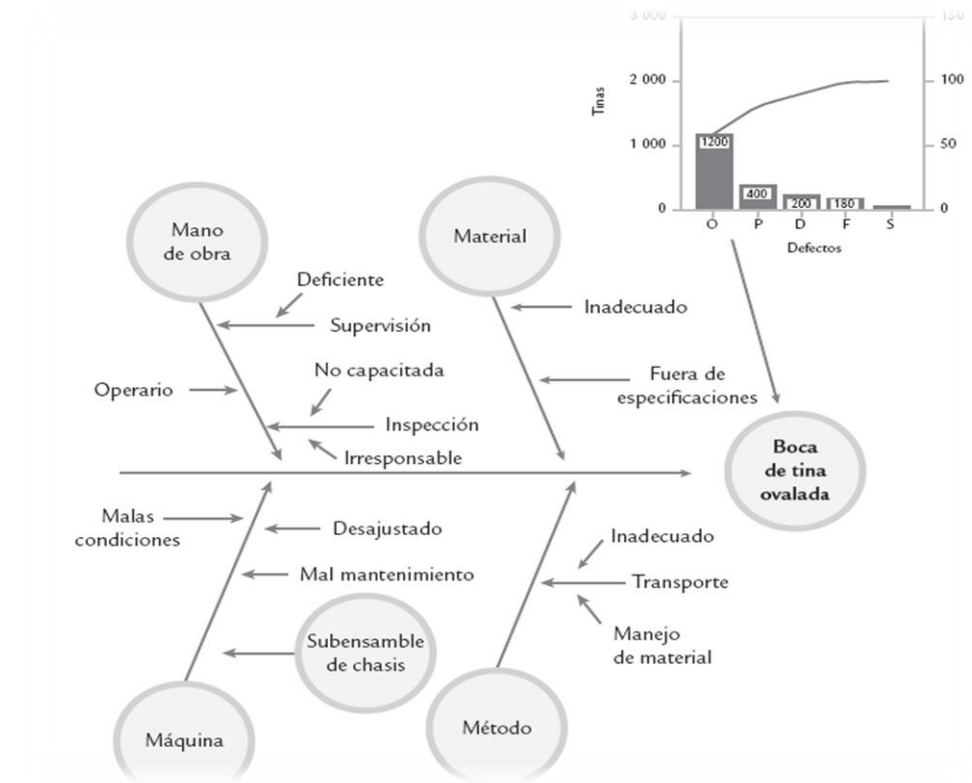 3 000
150
2 000
100
1 000
50
0
0
Tinas
1200
400
200
180
O P D F S
Defectos
Mano
de obra
Material
Deficiente
Supervisión
Inadecuado
No capacitada
Operario
Fuera de
especificaciones
Inspección
Irresponsable
Boca
de tina
ovalada
Malas
condiciones
Desajustado
Inadecuado
Mal mantenimiento
Transporte
Subensamble
de chasis
Manejo
de material
Máquina
Método